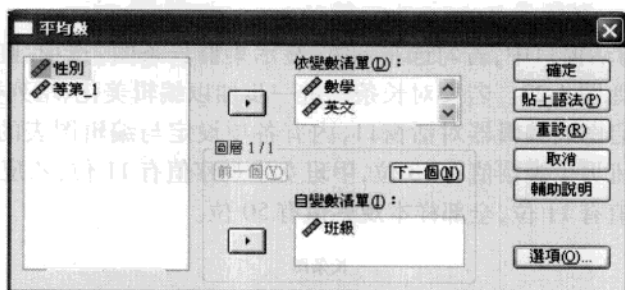 平均數
性別
等第_1
依變數清單(D)：
數學
英文
圖層 1 / 1
前一個(V)
下一個(N)
自變數清單(I)：
班級
確定
貼上語法(P)
重設(R)
取消
輔助說明
選項(O)...